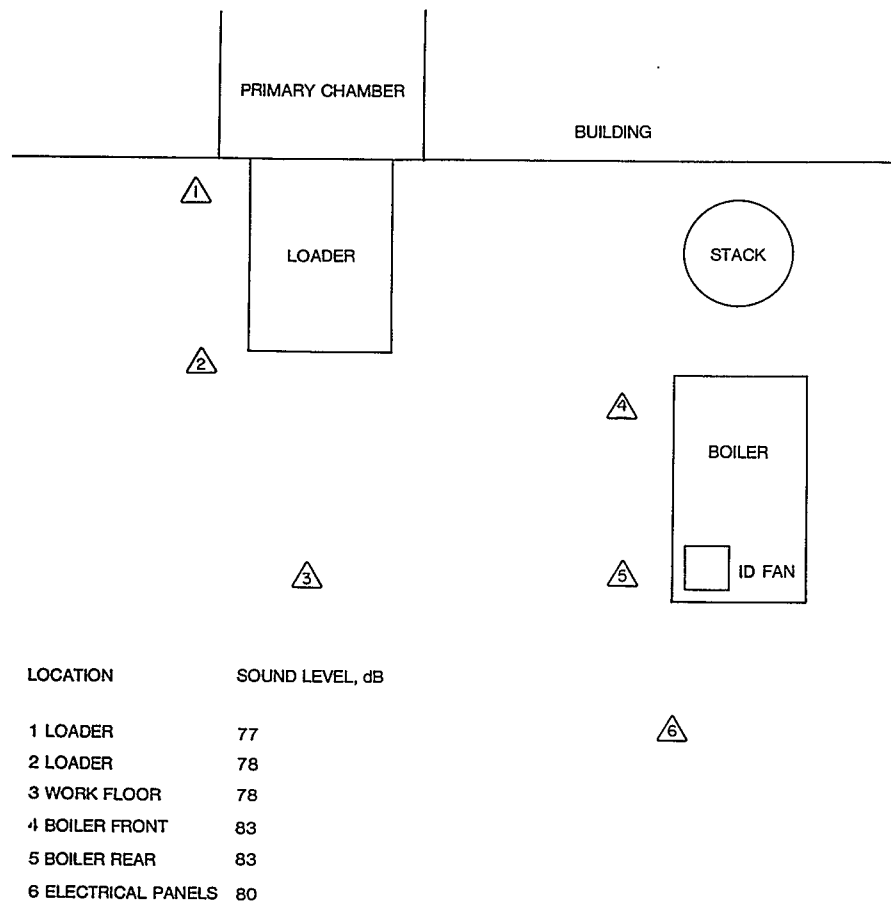 PRIMARY CHAMBER
BUILDING
1
LOADER
STACK
2
4
BOILER
3
5
ID FAN
LOCATION SOUND LEVEL, dB
6
1 LOADER 77
2 LOADER 78
3 WORK FLOOR 78
4 BOILER FRONT 83
5 BOILER REAR 83
6 ELECTRICAL PANELS 80